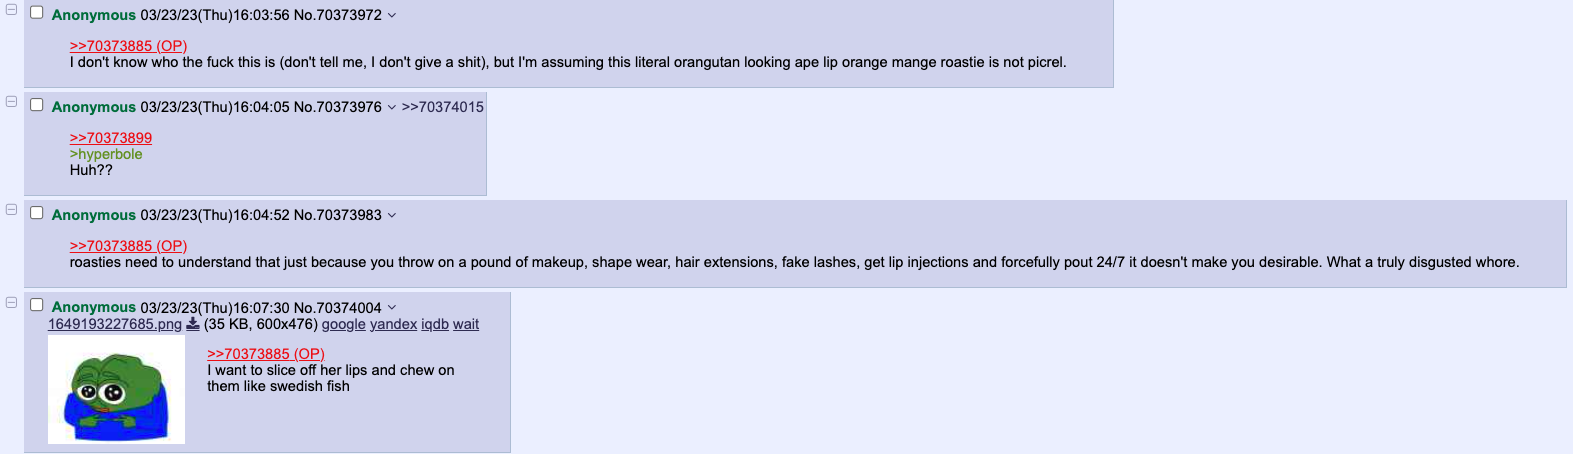 Anonymous 03/23/23(Thu)16:03:56 No.70373972
>>70373885 (OP)
I don't know who the fuck this is (don't tell me, I don't give a shit), but I'm assuming this literal orangutan looking ape lip orange mange roastie is not picrel.
Anonymous 03/23/23(Thu)16:04:05 No.70373976 >>70374015
>>70373899
>hyperbole
Huh??
Anonymous 03/23/23(Thu)16:04:52 No.70373983
>>70373885 (OP)
roasties need to understand that just because you throw on a pound of makeup, shape wear, hair extensions, fake lashes, get lip injections and forcefully pout 24/7 it doesn't make you desirable. What a truly disgusted whore.
Anonymous 03/23/23(Thu)16:07:30 No.70374004
1649193227685.png (35 KB, 600x476) google yandex iqdb wait
>>70373885 (OP)
I want to slice off her lips and chew on
them like swedish fish